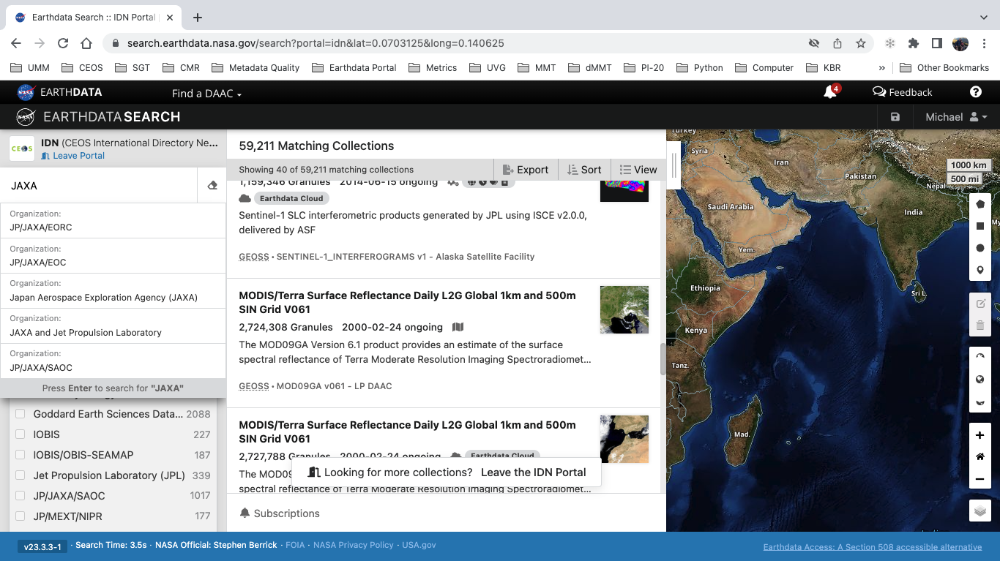 Earthdata Search :: IDN Portal
search.earthdata.nasa.gov/search?portal=idn&lat=0.0703125&long=0.140625
UMM CEOS SGT CMR Metadata Quality Earthdata Portal Metrics UVG MMT dMMT PI-20 Python Computer KBR » Other Bookmarks
NASA EARTHDATA Find a DAAC 4 Feedback ?
NASA EARTHDATA SEARCH Michael
CEOS IDN (CEOS International Directory Ne...
Leave Portal
JAXA
Organization:
JP/JAXA/EORC
Organization:
JP/JAXA/EOC
Organization:
Japan Aerospace Exploration Agency (JAXA)
Organization:
JAXA and Jet Propulsion Laboratory
Organization:
JP/JAXA/SAOC
Press Enter to search for "JAXA"
Goddard Earth Sciences Data... 2088
IOBIS 227
IOBIS/OBIS-SEAMAP 187
Jet Propulsion Laboratory (JPL) 339
JP/JAXA/SAOC 1017
JP/MEXT/NIPR 177
59,211 Matching Collections
Showing 40 of 59,211 matching collections Export Sort View
1,159,346 Granules 2014-06-15 ongoing
Earthdata Cloud
Sentinel-1 SLC interferometric products generated by JPL using ISCE v2.0.0,
delivered by ASF
GEOSS • SENTINEL-1_INTERFEROGRAMS v1 - Alaska Satellite Facility
MODIS/Terra Surface Reflectance Daily L2G Global 1km and 500m
SIN Grid V061
2,724,308 Granules 2000-02-24 ongoing
The MOD09GA Version 6.1 product provides an estimate of the surface
spectral reflectance of Terra Moderate Resolution Imaging Spectroradiomet...
GEOSS • MOD09GA v061 - LP DAAC
MODIS/Terra Surface Reflectance Daily L2G Global 1km and 500m
SIN Grid V061
2,727,788 Granules 2000-02-24 ongoing Earthdata Cloud
The MOD09
spectral reflectance of Terra Moderate Resolution Imaging Spectroradiomet...
Looking for more collections? Leave the IDN Portal
Subscriptions
Turkey
Syria
Iran
Pakistan
Nepal
Saudi Arabia
India
My
Yem.
Ethiopia
Sri L.
Kenya
Tanz.
Mad.
1000 km
500 mi
v23.3.3-1 · Search Time: 3.5s · NASA Official: Stephen Berrick · FOIA · NASA Privacy Policy · USA.gov
Earthdata Access: A Section 508 accessible alternative